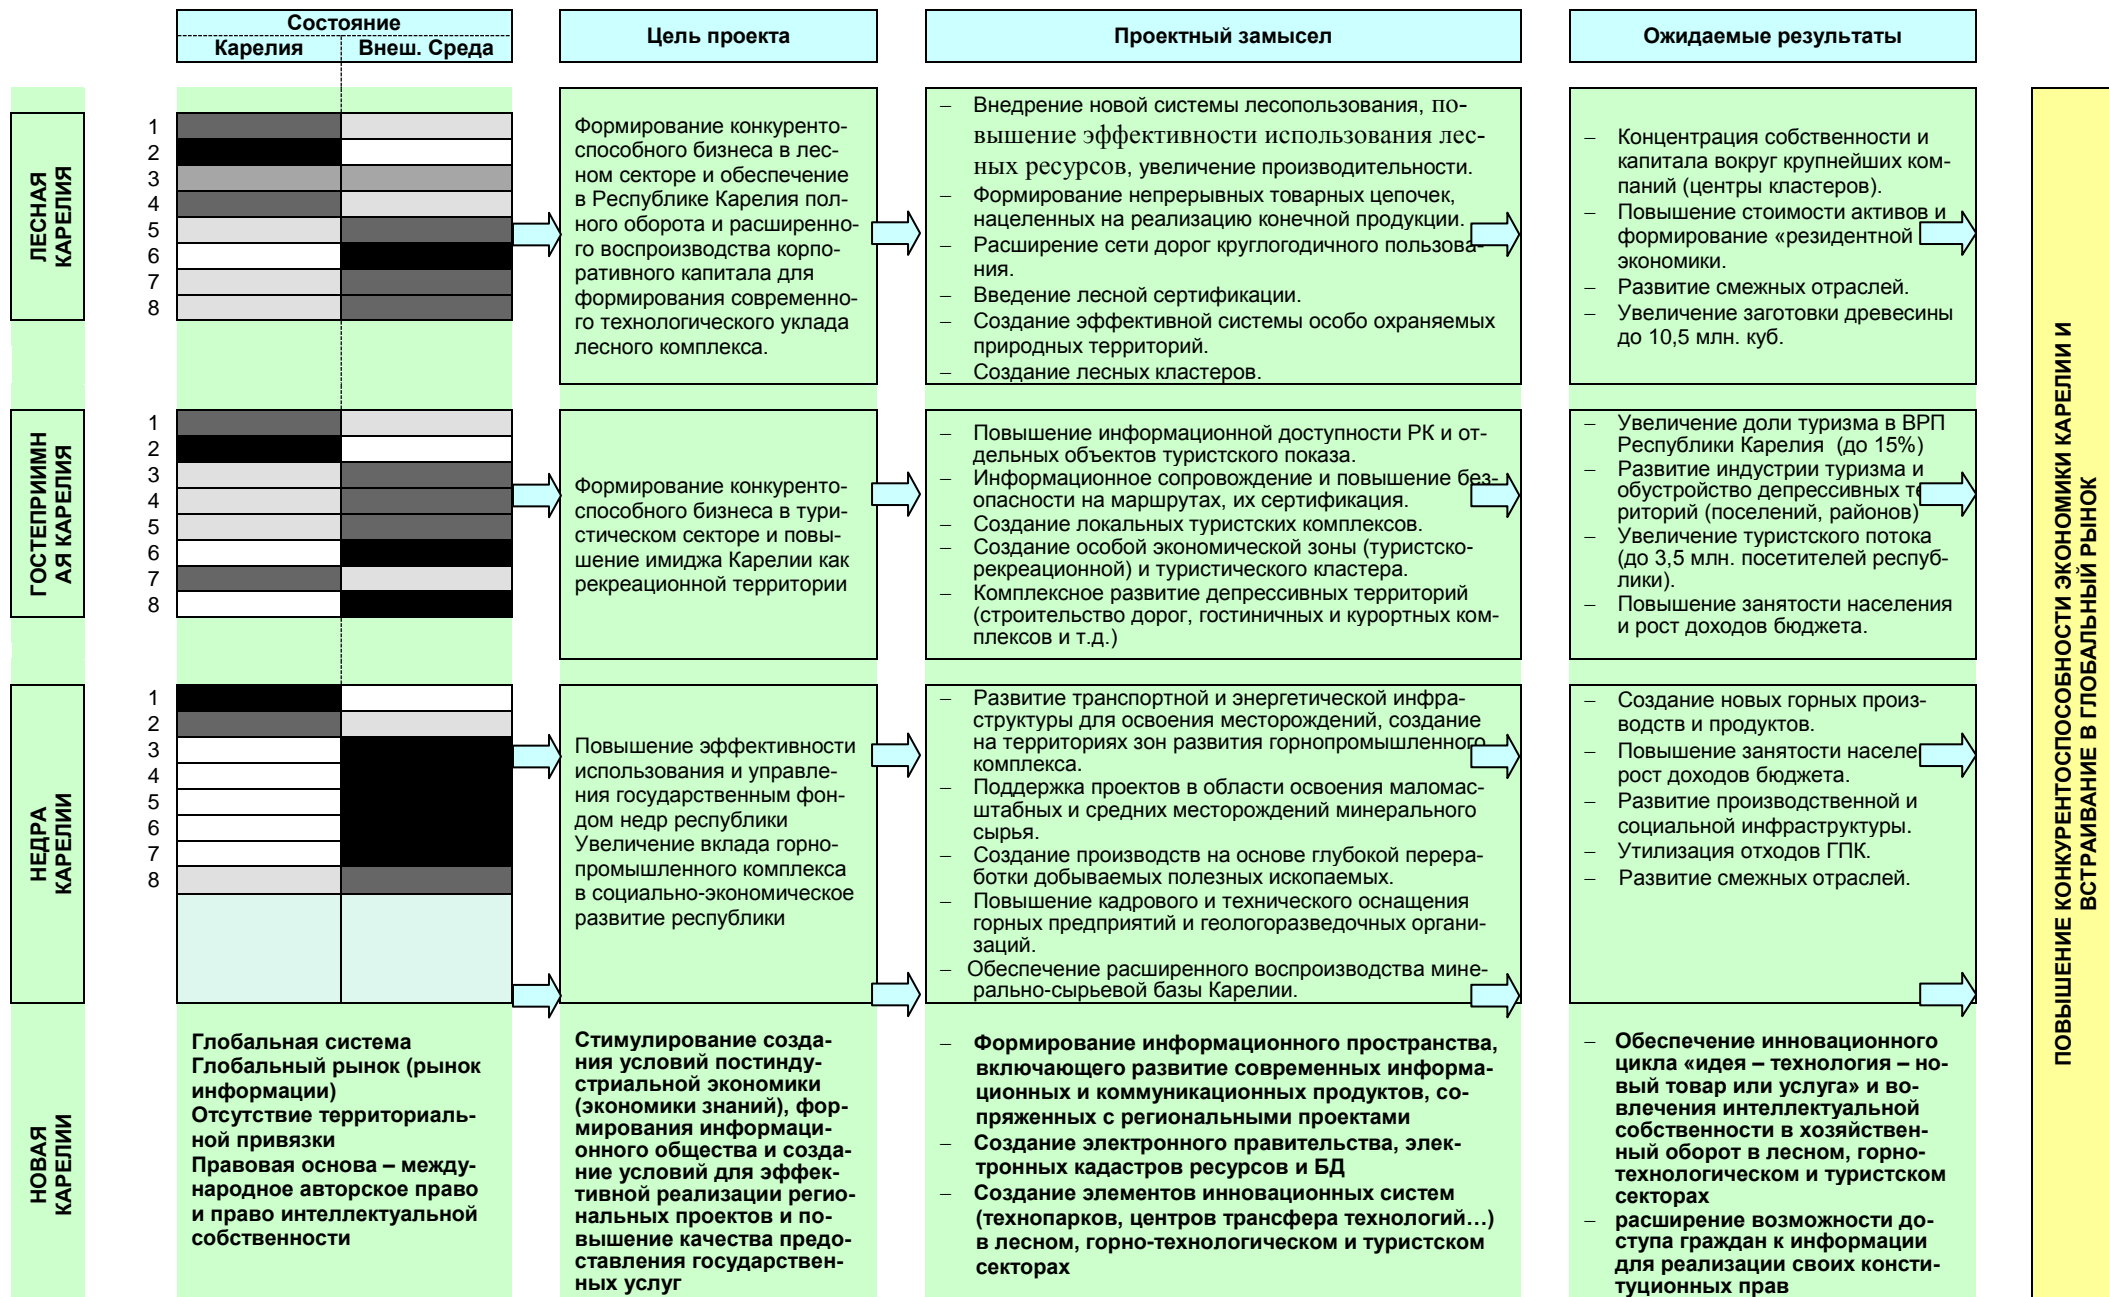 Состояние
Карелия
Внеш. Среда
Цель проекта
Проектный замысел
Ожидаемые результаты
ЛЕСНАЯ
КАРЕЛИЯ
1
2
3
4
5
6
7
8
Формирование конкуренто-
способного бизнеса в лес-
ном секторе и обеспечение
в Республике Карелия пол-
ного оборота и расширенно-
го воспроизводства корпо-
ративного капитала для
формирования современно-
го технологического уклада
лесного комплекса.
– Внедрение новой системы лесопользования, по-
вышение эффективности использования лес-
ных ресурсов, увеличение производительности.
– Формирование непрерывных товарных цепочек,
нацеленных на реализацию конечной продукции.
– Расширение сети дорог круглогодичного пользова-
ния.
– Введение лесной сертификации.
– Создание эффективной системы особо охраняемых
природных территорий.
– Создание лесных кластеров.
– Концентрация собственности и
капитала вокруг крупнейших ком-
паний (центры кластеров).
– Повышение стоимости активов и
формирование «резидентной
экономики.
– Развитие смежных отраслей.
– Увеличение заготовки древесины
до 10,5 млн. куб.
ГОСТЕПРИИМН
АЯ КАРЕЛИЯ
1
2
3
4
5
6
7
8
Формирование конкуренто-
способного бизнеса в тури-
стическом секторе и повы-
шение имиджа Карелии как
рекреационной территории
– Повышение информационной доступности РК и от-
дельных объектов туристского показа.
– Информационное сопровождение и повышение без-
опасности на маршрутах, их сертификация.
– Создание локальных туристских комплексов.
– Создание особой экономической зоны (туристско-
рекреационной) и туристического кластера.
– Комплексное развитие депрессивных территорий
(строительство дорог, гостиничных и курортных ком-
плексов и т.д.)
– Увеличение доли туризма в ВРП
Республики Карелия (до 15%)
– Развитие индустрии туризма и
обустройство депрессивных те
риторий (поселений, районов)
– Увеличение туристского потока
(до 3,5 млн. посетителей респуб-
лики).
– Повышение занятости населения
и рост доходов бюджета.
НЕДРА
КАРЕЛИИ
1
2
3
4
5
6
7
8
Повышение эффективности
использования и управле-
ния государственным фон-
дом недр республики
Увеличение вклада горно-
промышленного комплекса
в социально-экономическое
развитие республики
– Развитие транспортной и энергетической инфра-
структуры для освоения месторождений, создание
на территориях зон развития горнопромышленного
комплекса.
– Поддержка проектов в области освоения маломас-
штабных и средних месторождений минерального
сырья.
– Создание производств на основе глубокой перера-
ботки добываемых полезных ископаемых.
– Повышение кадрового и технического оснащения
горных предприятий и геологоразведочных органи-
заций.
– Обеспечение расширенного воспроизводства мине-
рально-сырьевой базы Карелии.
– Создание новых горных произ-
водств и продуктов.
– Повышение занятости населе
рост доходов бюджета.
– Развитие производственной и
социальной инфраструктуры.
– Утилизация отходов ГПК.
– Развитие смежных отраслей.
НОВАЯ
КАРЕЛИИ
Глобальная система
Глобальный рынок (рынок
информации)
Отсутствие территориаль-
ной привязки
Правовая основа – между-
народное авторское право
и право интеллектуальной
собственности
Стимулирование созда-
ния условий постинду-
стриальной экономики
(экономики знаний), фор-
мирования информаци-
онного общества и созда-
ние условий для эффек-
тивной реализации регио-
нальных проектов и по-
вышение качества предо-
ставления государствен-
ных услуг
– Формирование информационного пространства,
включающего развитие современных информа-
ционных и коммуникационных продуктов, со-
пряженных с региональными проектами
– Создание электронного правительства, элек-
тронных кадастров ресурсов и БД
– Создание элементов инновационных систем
(технопарков, центров трансфера технологий…)
в лесном, горно-технологическом и туристском
секторах
– Обеспечение инновационного
цикла «идея – технология – но-
вый товар или услуга» и во-
влечения интеллектуальной
собственности в хозяйствен-
ный оборот в лесном, горно-
технологическом и туристском
секторах
– расширение возможности до-
ступа граждан к информации
для реализации своих консти-
туционных прав
ПОВЫШЕНИЕ КОНКУРЕНТОСПОСОБНОСТИ ЭКОНОМИКИ КАРЕЛИИ И
ВСТРАИВАНИЕ В ГЛОБАЛЬНЫЙ РЫНОК